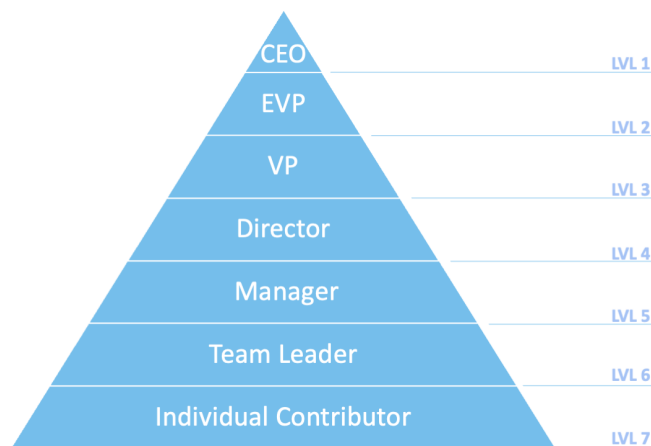 CEO
LVL 1
EVP
LVL 2
VP
LVL 3
Director
LVL 4
Manager
LVL 5
Team Leader
LVL 6
Individual Contributor
LVL 7